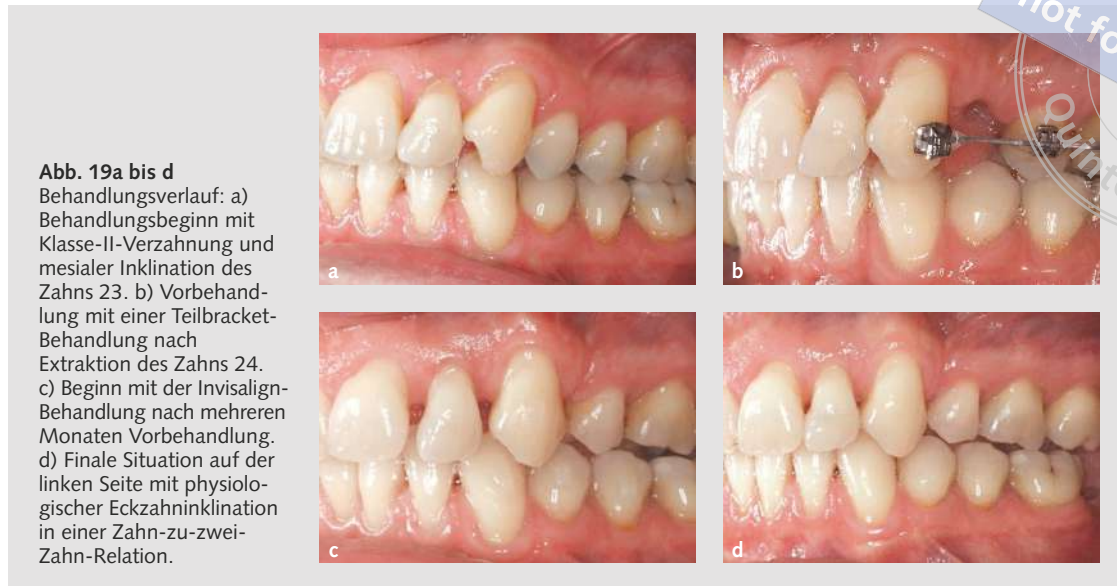 Abb. 19a bis d
Behandlungsverlauf: a)
Behandlungsbeginn mit
Klasse-II-Verzahnung und
mesialer Inklination des
Zahns 23. b) Vorbehand-
lung mit einer Teilbracket-
Behandlung nach
Extraktion des Zahns 24.
c) Beginn mit der Invisalign-
Behandlung nach mehreren
Monaten Vorbehandlung.
d) Finale Situation auf der
linken Seite mit physiolo-
gischer Eckzahninklination
in einer Zahn-zu-zwei-
Zahn-Relation.
a
b
c
d
not fo
Quint